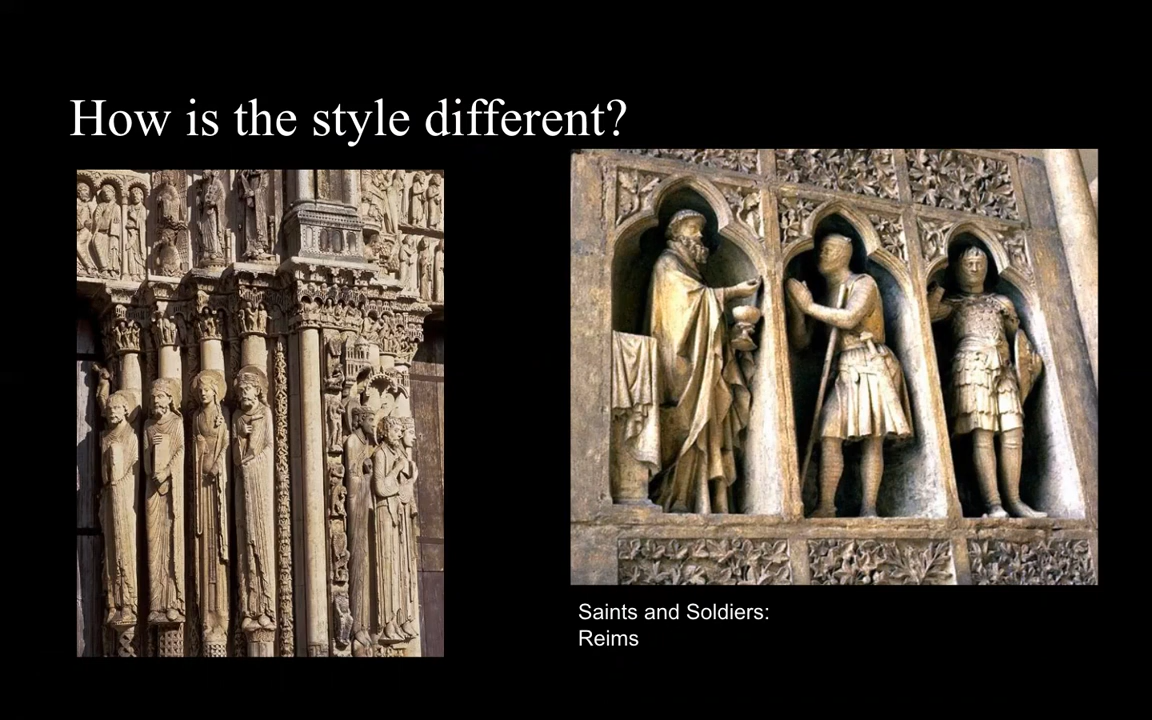 How is the style different?
Saints and Soldiers:
Reims